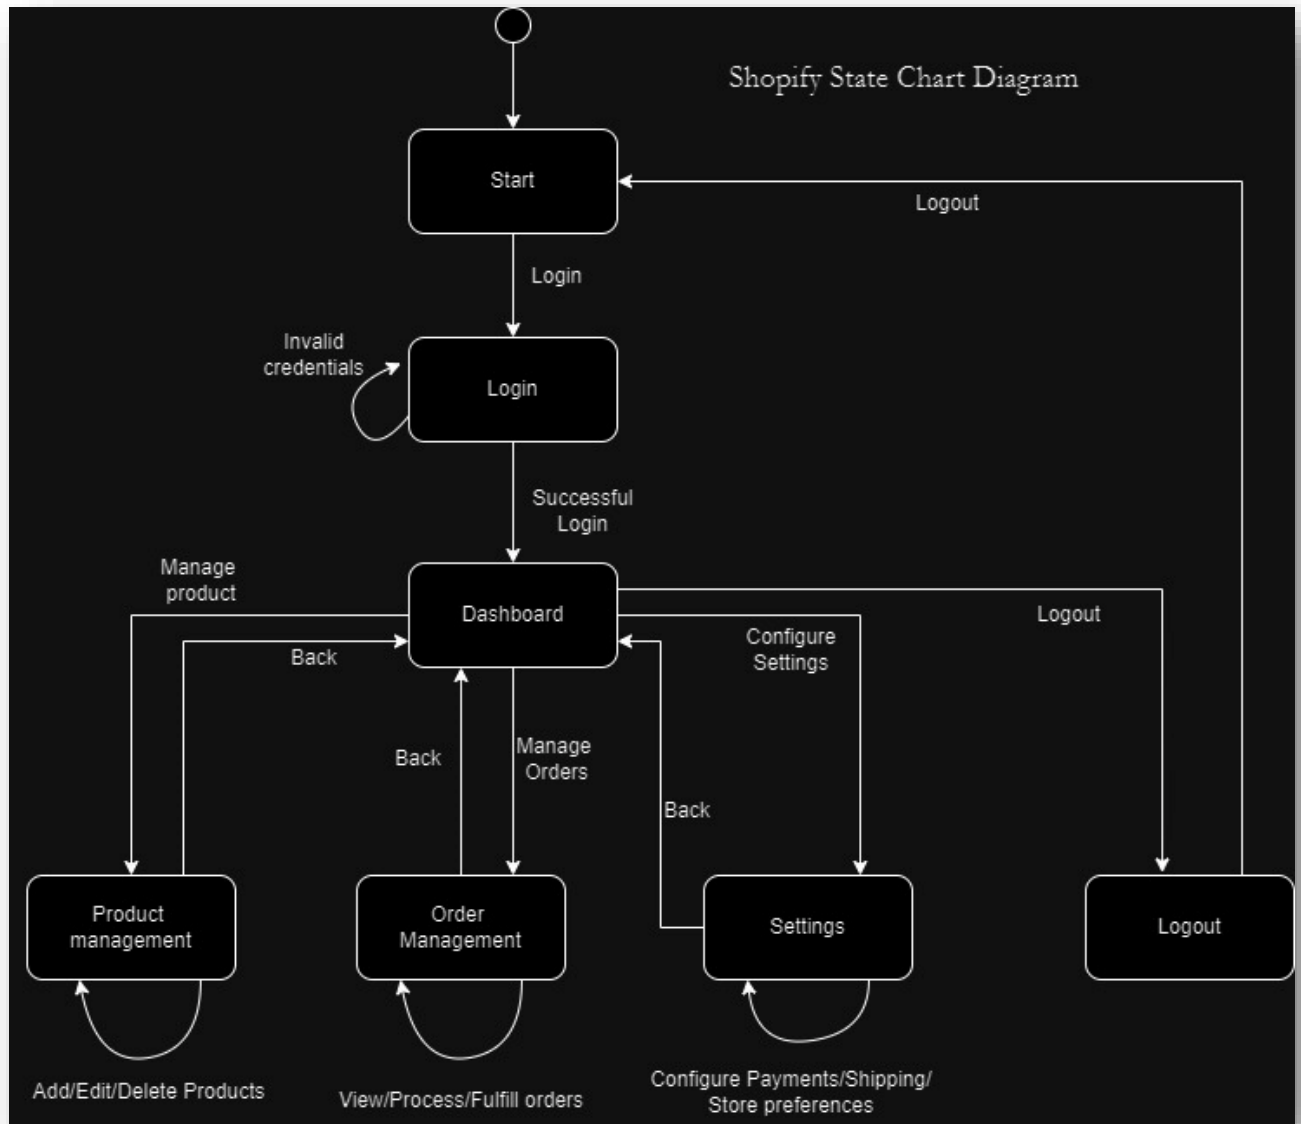 Shopify State Chart Diagram
Start
Logout
Login
Invalid
credentials
Login
Successful
Login
Manage
product
Dashboard
Logout
Configure
Settings
Back
Back
Manage
Orders
Back
Product
management
Order
Management
Settings
Logout
Add/Edit/Delete Products
View/Process/Fulfill orders
Configure Payments/Shipping/
Store preferences